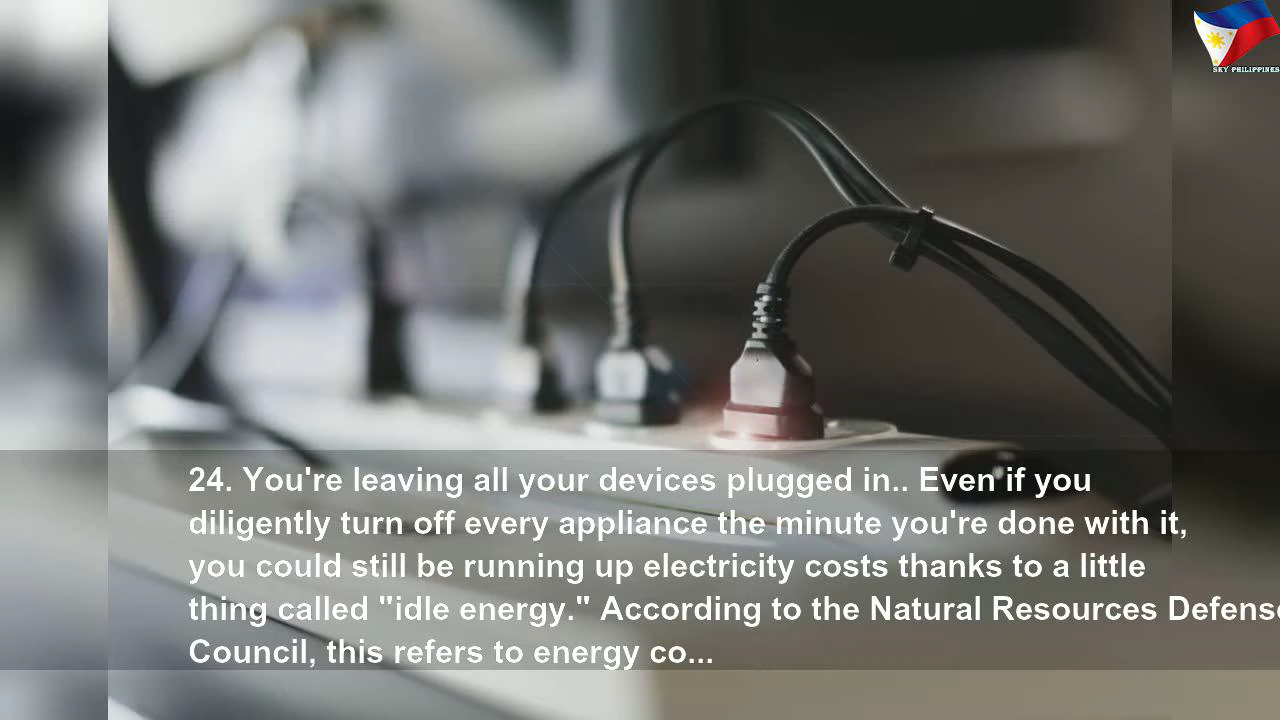 SKY PHILIPPINES
24. You're leaving all your devices plugged in.. Even if you
diligently turn off every appliance the minute you're done with it,
you could still be running up electricity costs thanks to a little
thing called "idle energy." According to the Natural Resources Defense
Council, this refers to energy co...